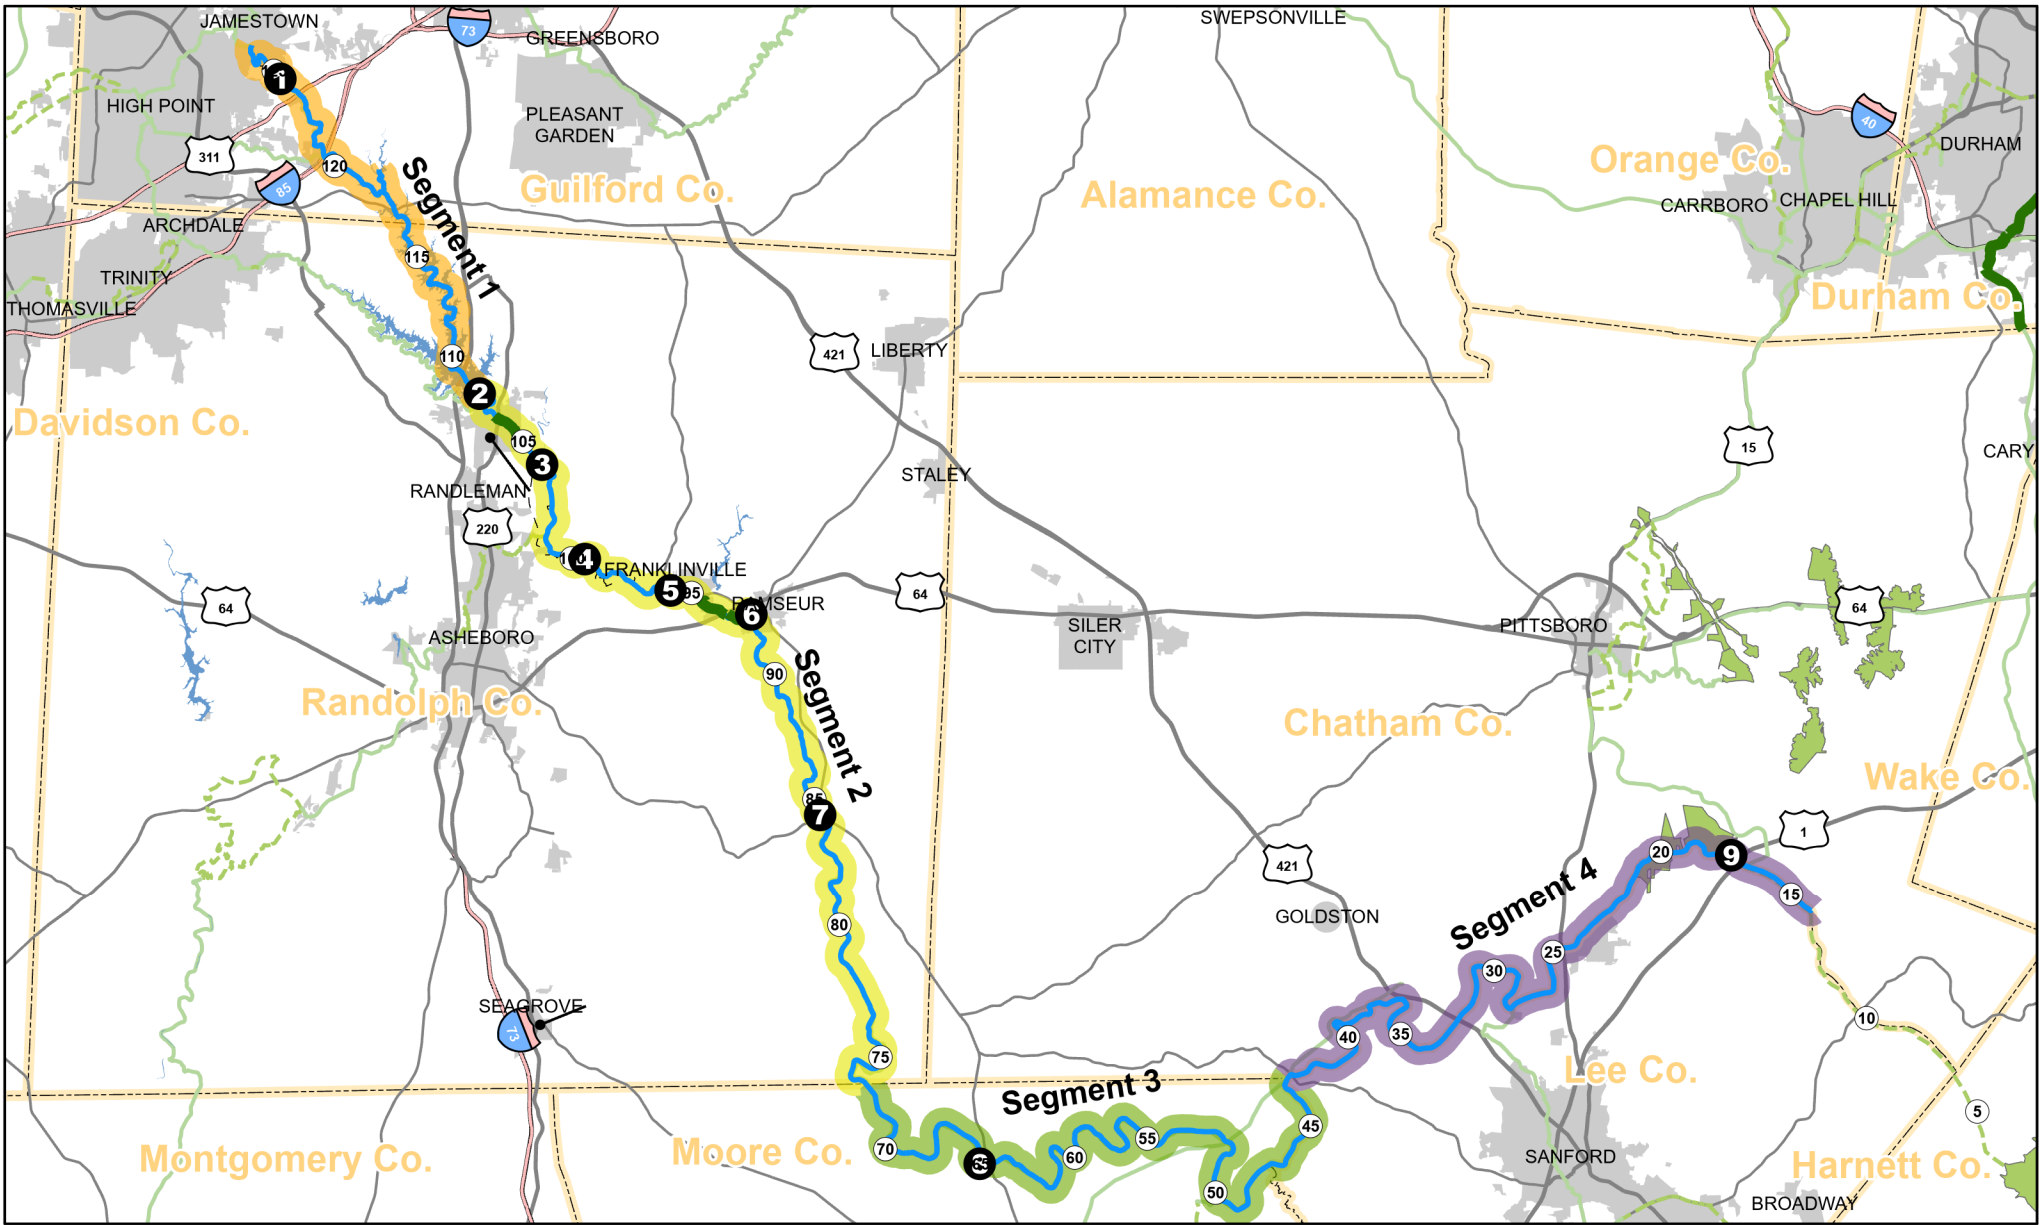 JAMESTOWN
73
GREENSBORO
SWEPSONVILLE
1
HIGH POINT
PLEASANT
GARDEN
40
DURHAM
311
120
85
Segment 1
Guilford Co.
Alamance Co.
Orange Co.
CARRBORO
CHAPEL HILL
ARCHDALE
115
TRINITY
THOMASVILLE
Durham Co.
110
421
LIBERTY
2
Davidson Co.
105
3
15
CARY
STALEY
RANDLEMAN
220
4
FRANKLINVILLE
5
95
RAMSEUR
6
64
64
64
ASHEBORO
SILER
CITY
PITTSBORO
90
Segment 2
Randolph Co.
Chatham Co.
Wake Co.
85
7
1
20
9
421
15
80
GOLDSTON
Segment 4
25
30
SEAGROVE
73
10
40
35
75
Segment 3
Lee Co.
5
70
60
55
45
Montgomery Co.
Moore Co.
SANFORD
Harnett Co.
50
BROADWAY